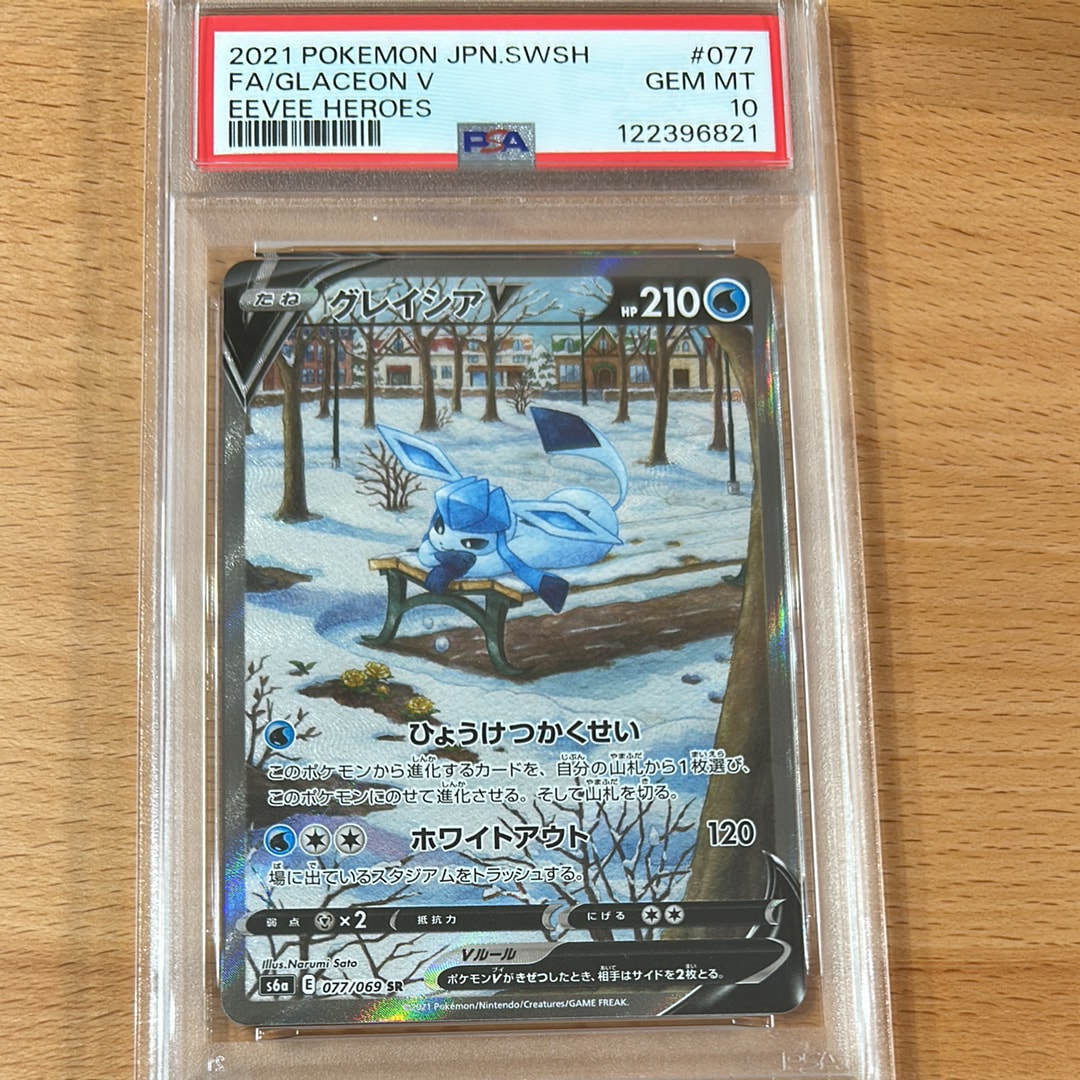 2021 POKEMON JPN.SWSH #077
FA/GLACEON V GEM MT
EEVEE HEROES 10
PSA 122396821
たね グレイシアV HP 210
ひょうけつかくせい
このポケモンから進化するカードを、自分の山札から1枚選び、
このポケモンにのせて進化させる。そして山札を切る。
ホワイトアウト 120
場に出ているスタジアムをトラッシュする。
弱点 ×2 抵抗力 にげる
Illus.Narumi Sato
Vルール
ポケモンVがきぜつしたとき、相手はサイドを2枚とる。
s6a E 077/069 SR
©2021 Pokémon/Nintendo/Creatures/GAME FREAK.